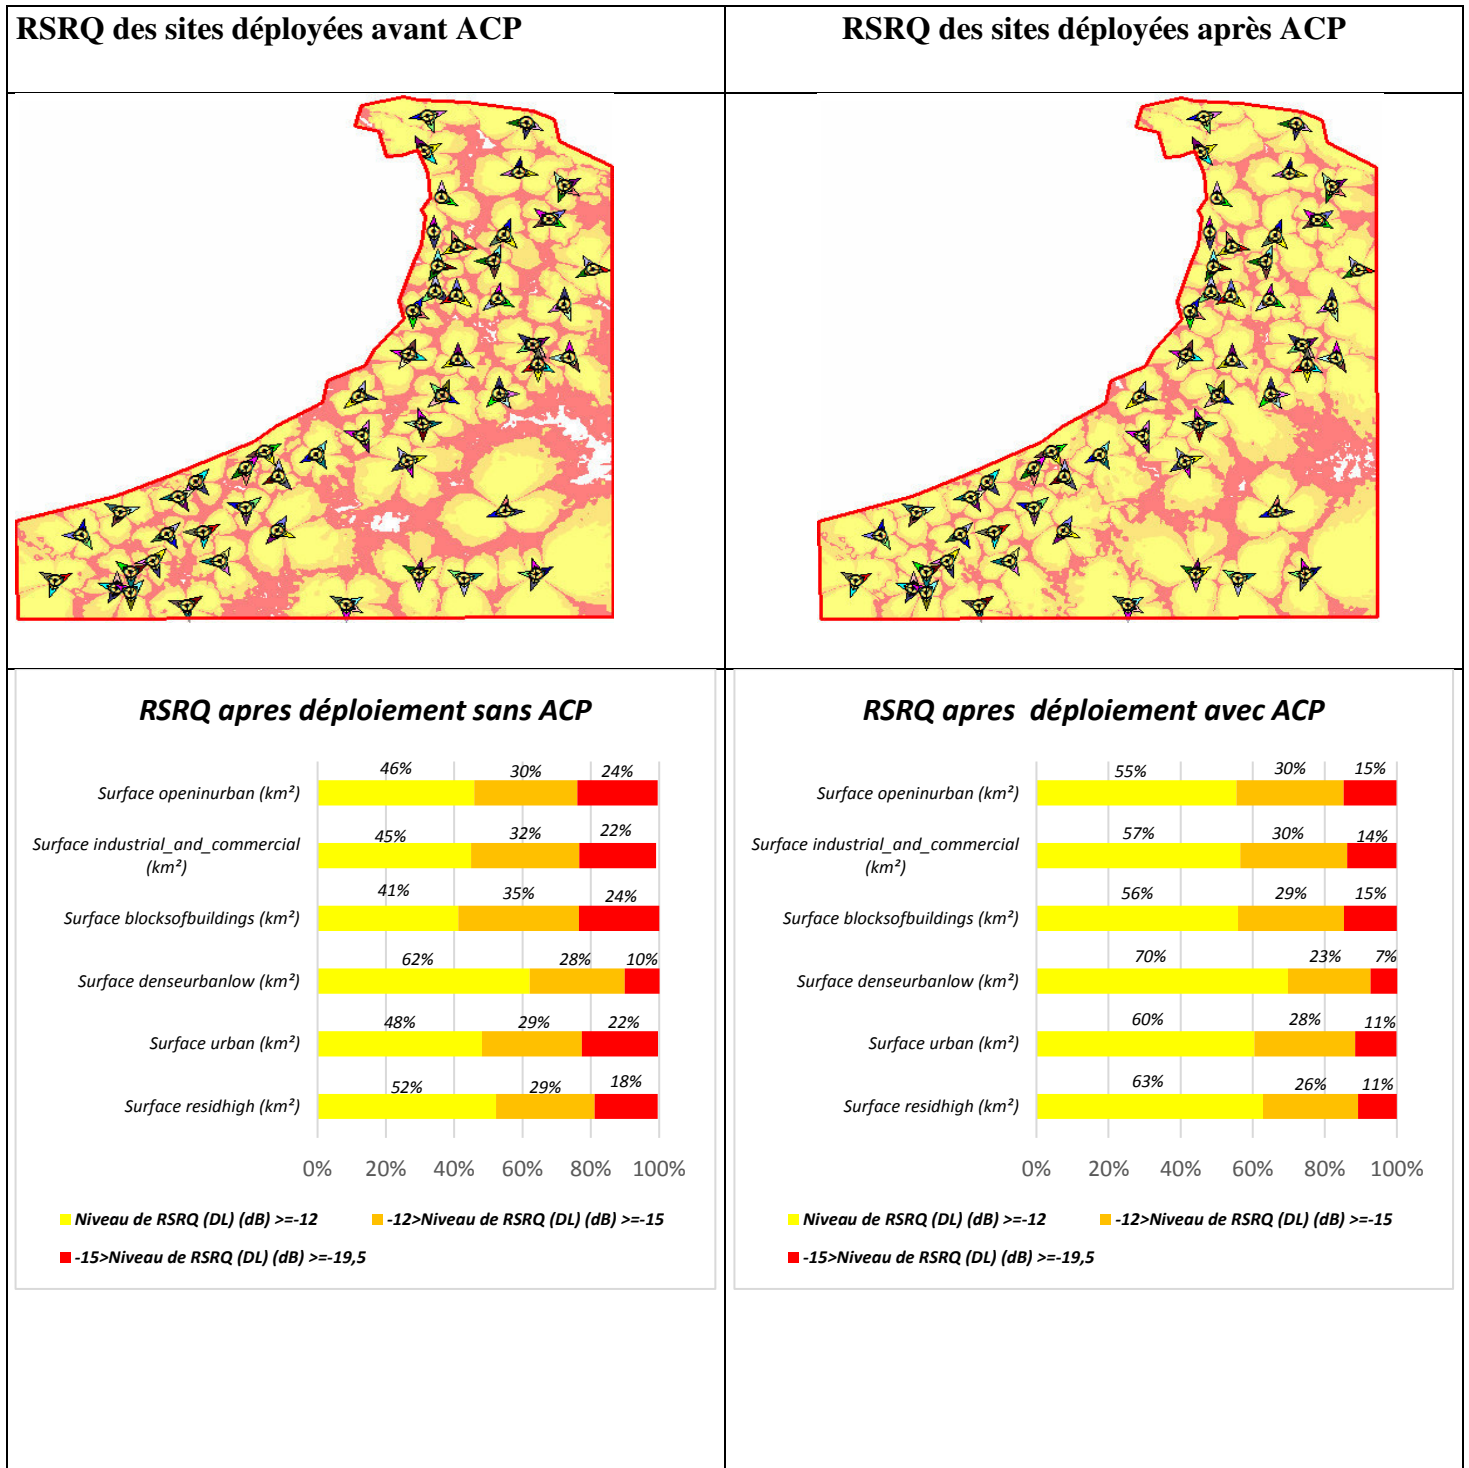 RSRQ des sites déployées avant ACP
RSRQ des sites déployées après ACP
RSRQ apres déploiement sans ACP
46% 30% 24%
Surface openinurban (km²)
45% 32% 22%
Surface industrial_and_commercial
(km²)
41% 35% 24%
Surface blocksofbuildings (km²)
62% 28% 10%
Surface denseurbanlow (km²)
48% 29% 22%
Surface urban (km²)
52% 29% 18%
Surface residhigh (km²)
0% 20% 40% 60% 80% 100%
Niveau de RSRQ (DL) (dB) >=-12
-12>Niveau de RSRQ (DL) (dB) >=-15
-15>Niveau de RSRQ (DL) (dB) >=-19,5
RSRQ apres déploiement avec ACP
55% 30% 15%
Surface openinurban (km²)
57% 30% 14%
Surface industrial_and_commercial
(km²)
56% 29% 15%
Surface blocksofbuildings (km²)
70% 23% 7%
Surface denseurbanlow (km²)
60% 28% 11%
Surface urban (km²)
63% 26% 11%
Surface residhigh (km²)
0% 20% 40% 60% 80% 100%
Niveau de RSRQ (DL) (dB) >=-12
-12>Niveau de RSRQ (DL) (dB) >=-15
-15>Niveau de RSRQ (DL) (dB) >=-19,5